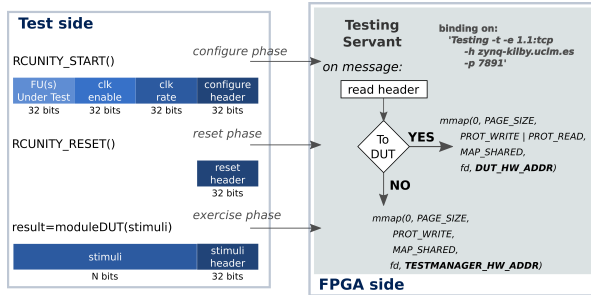 Test side
RCUNITY_START()
configure phase
FU(s)
Under Test
clk
enable
clk
rate
configure
header
32 bits
32 bits
32 bits
32 bits
RCUNITY_RESET()
reset phase
reset
header
32 bits
exercise phase
result=moduleDUT(stimuli)
stimuli
stimuli
header
N bits
32 bits
Testing
Servant
binding on:
'Testing -t -e 1.1:tcp
-h zynq-kilby.uclm.es
-p 7891'
on message:
read header
To
DUT
YES
mmap(0, PAGE_SIZE,
PROT_WRITE | PROT_READ,
MAP_SHARED,
fd, DUT_HW_ADDR)
NO
mmap(0, PAGE_SIZE,
PROT_WRITE,
MAP_SHARED,
fd, TESTMANAGER_HW_ADDR)
FPGA side